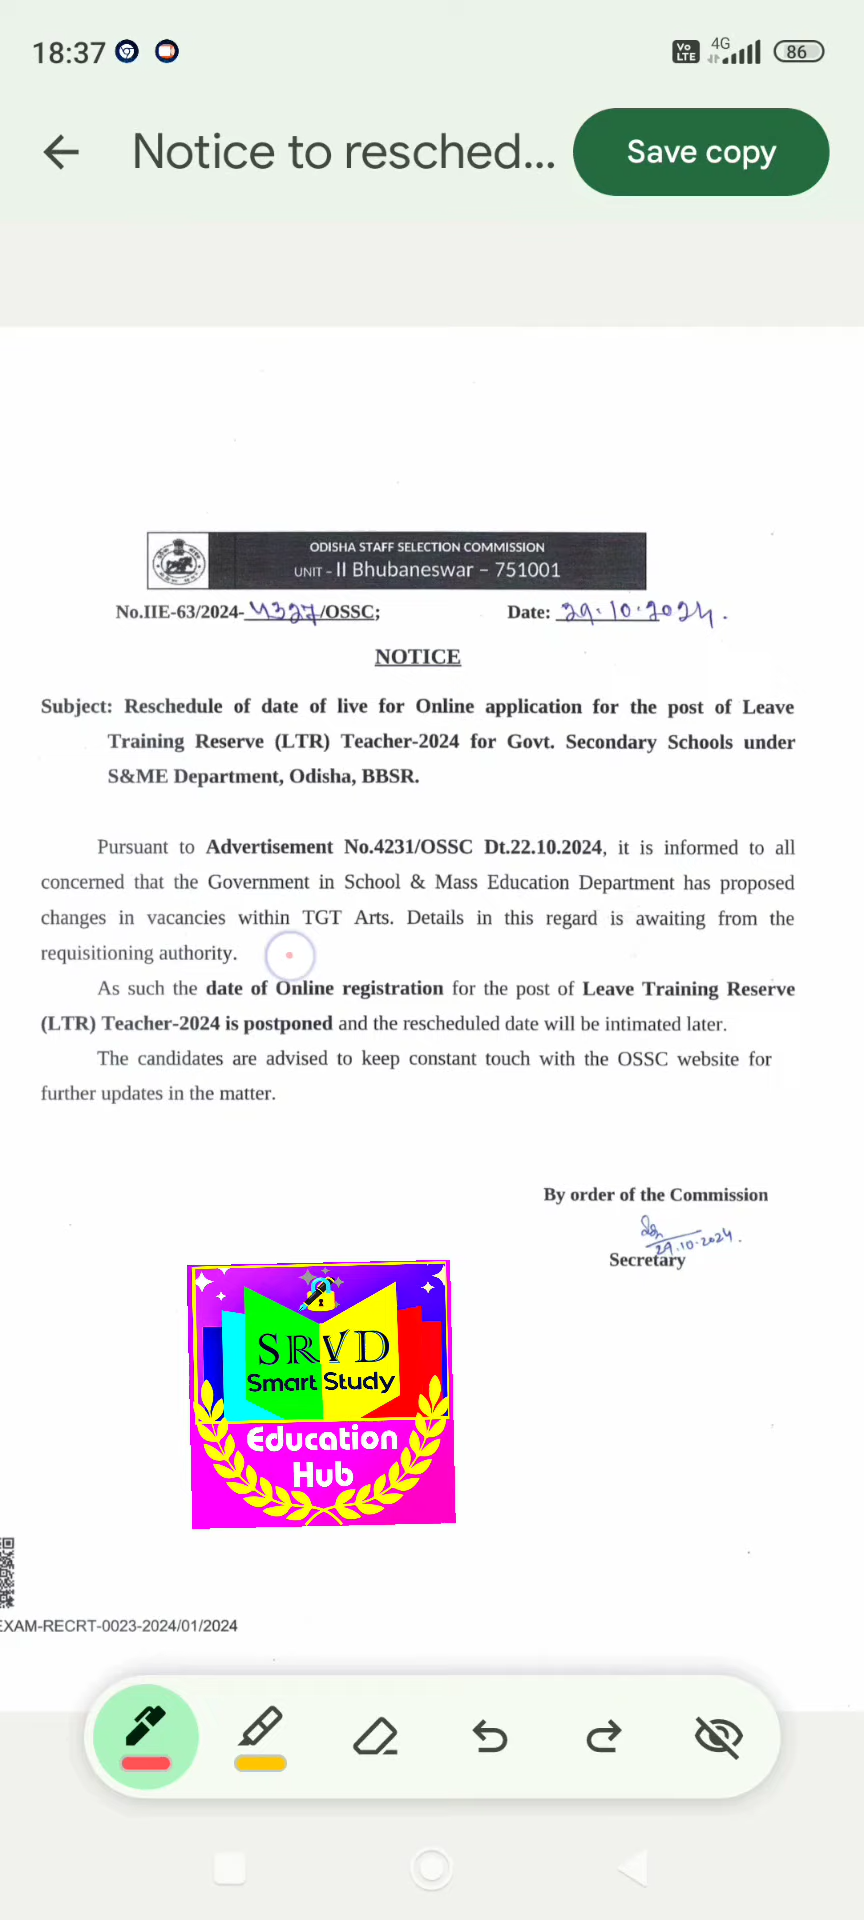 18:37
Vo LTE 4G 86
Notice to resched...
Save copy
ODISHA STAFF SELECTION COMMISSION
UNIT - II Bhubaneswar – 751001
No.IIE-63/2024-4327/OSSC;
Date: 29.10.2024.
NOTICE
Subject: Reschedule of date of live for Online application for the post of Leave
Training Reserve (LTR) Teacher-2024 for Govt. Secondary Schools under
S&ME Department, Odisha, BBSR.
Pursuant to Advertisement No.4231/OSSC Dt.22.10.2024, it is informed to all
concerned that the Government in School & Mass Education Department has proposed
changes in vacancies within TGT Arts. Details in this regard is awaiting from the
requisitioning authority.
As such the date of Online registration for the post of Leave Training Reserve
(LTR) Teacher-2024 is postponed and the rescheduled date will be intimated later.
The candidates are advised to keep constant touch with the OSSC website for
further updates in the matter.
By order of the Commission
29.10.2024.
Secretary
SRVD
Smart Study
Education
Hub
EXAM-RECRT-0023-2024/01/2024